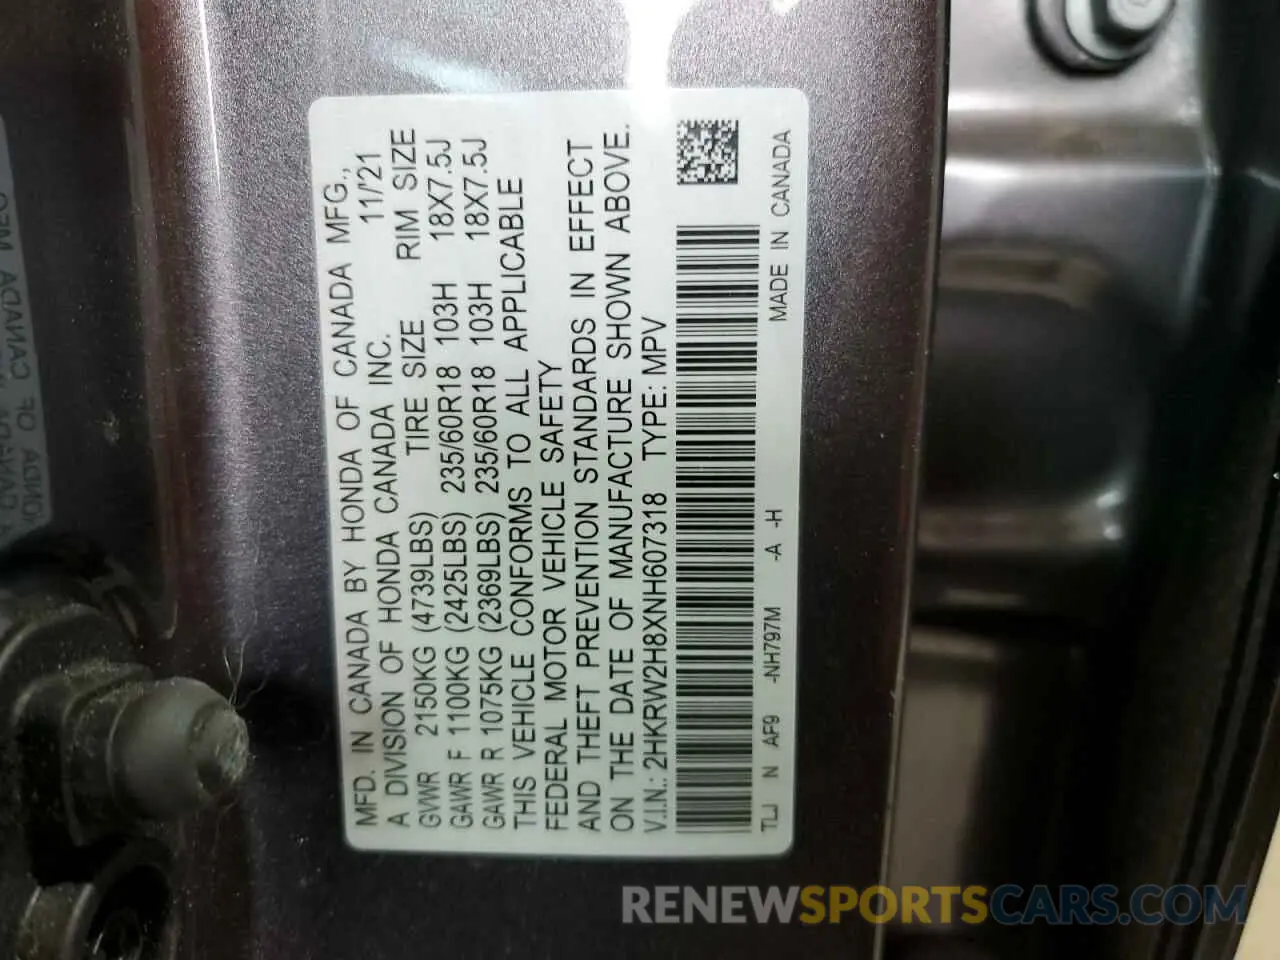 MFD. IN CANADA BY HONDA OF CANADA MFG.,
A DIVISION OF HONDA CANADA INC. 11/'21
GVWR 2150KG (4739LBS) TIRE SIZE RIM SIZE
GAWR F 1100KG (2425LBS) 235/60R18 103H 18X7.5J
GAWR R 1075KG (2369LBS) 235/60R18 103H 18X7.5J
THIS VEHICLE CONFORMS TO ALL APPLICABLE
FEDERAL MOTOR VEHICLE SAFETY
AND THEFT PREVENTION STANDARDS IN EFFECT
ON THE DATE OF MANUFACTURE SHOWN ABOVE.
V.I.N.: 2HKRW2H8XNH607318 TYPE: MPV
TLJ N AF9 -NH797M -A -H MADE IN CANADA
RENEWSPORTSCARS.COM